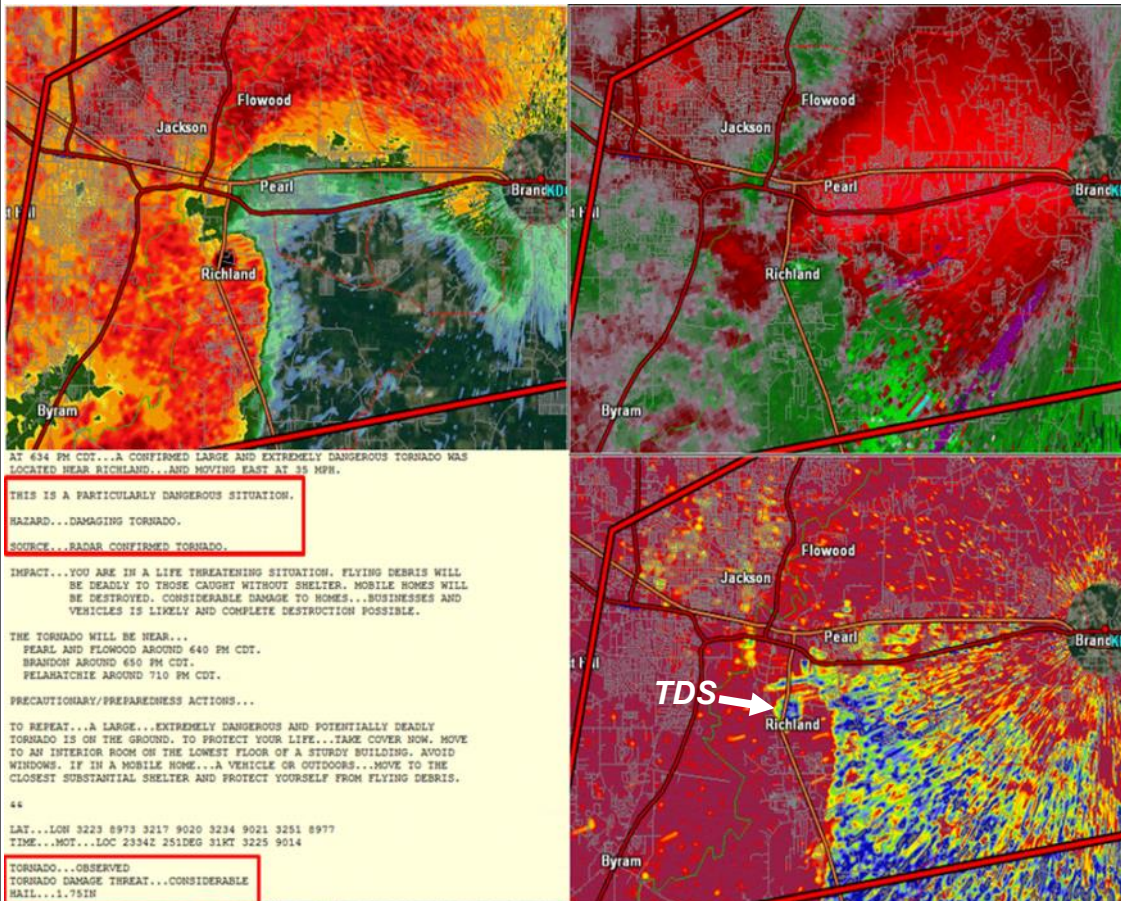 Flowood
Jackson
Pearl
Richland
Byram
Flowood
Jackson
Pearl
Richland
Byram
AT 634 PM CDT...A CONFIRMED LARGE AND EXTREMELY DANGEROUS TORNADO WAS
LOCATED NEAR RICHLAND...AND MOVING EAST AT 35 MPH.
THIS IS A PARTICULARLY DANGEROUS SITUATION.
HAZARD...DAMAGING TORNADO.
SOURCE...RADAR CONFIRMED TORNADO.
IMPACT...YOU ARE IN A LIFE THREATENING SITUATION. FLYING DEBRIS WILL
BE DEADLY TO THOSE CAUGHT WITHOUT SHELTER. MOBILE HOMES WILL
BE DESTROYED. CONSIDERABLE DAMAGE TO HOMES...BUSINESSES AND
VEHICLES IS LIKELY AND COMPLETE DESTRUCTION POSSIBLE.
THE TORNADO WILL BE NEAR...
PEARL AND FLOWOOD AROUND 640 PM CDT.
BRANDON AROUND 650 PM CDT.
PELAHATCHIE AROUND 710 PM CDT.
PRECAUTIONARY/PREPAREDNESS ACTIONS...
TO REPEAT...A LARGE...EXTREMELY DANGEROUS AND POTENTIALLY DEADLY
TORNADO IS ON THE GROUND. TO PROTECT YOUR LIFE...TAKE COVER NOW. MOVE
TO AN INTERIOR ROOM ON THE LOWEST FLOOR OF A STURDY BUILDING. AVOID
WINDOWS. IF IN A MOBILE HOME...A VEHICLE OR OUTDOORS...MOVE TO THE
CLOSEST SUBSTANTIAL SHELTER AND PROTECT YOURSELF FROM FLYING DEBRIS.
&&
LAT...LON 3223 8973 3217 9020 3234 9021 3251 8977
TIME...MOT...LOC 2334Z 251DEG 31KT 3225 9014
TORNADO...OBSERVED
TORNADO DAMAGE THREAT...CONSIDERABLE
HAIL...1.75IN
Flowood
Jackson
Pearl
TDS
Richland
Byram